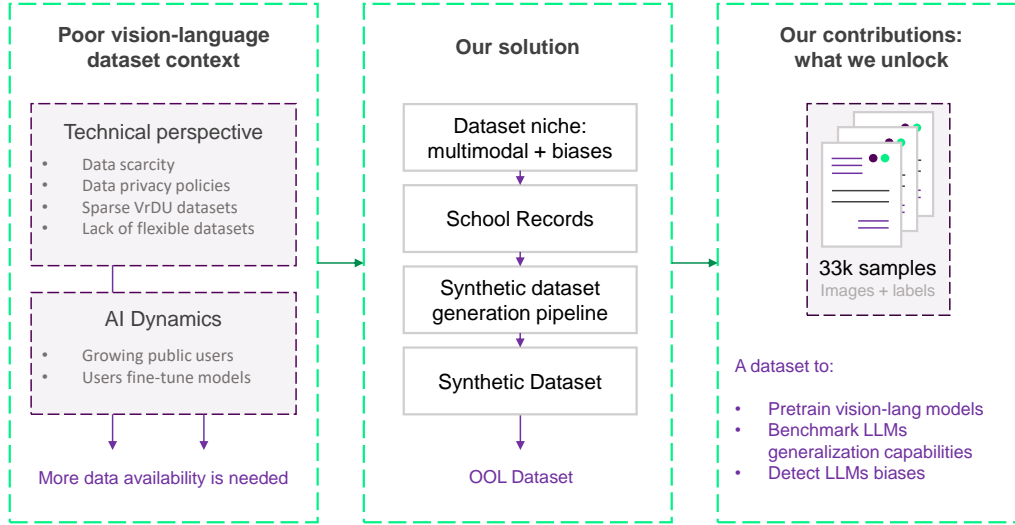 Poor vision-language
dataset context
Technical perspective
• Data scarcity
• Data privacy policies
• Sparse VrDU datasets
• Lack of flexible datasets
AI Dynamics
• Growing public users
• Users fine-tune models
More data availability is needed
Our solution
Dataset niche:
multimodal + biases
School Records
Synthetic dataset
generation pipeline
Synthetic Dataset
OOL Dataset
Our contributions:
what we unlock
33k samples
Images + labels
A dataset to:
• Pretrain vision-lang models
• Benchmark LLMs
generalization capabilities
• Detect LLMs biases